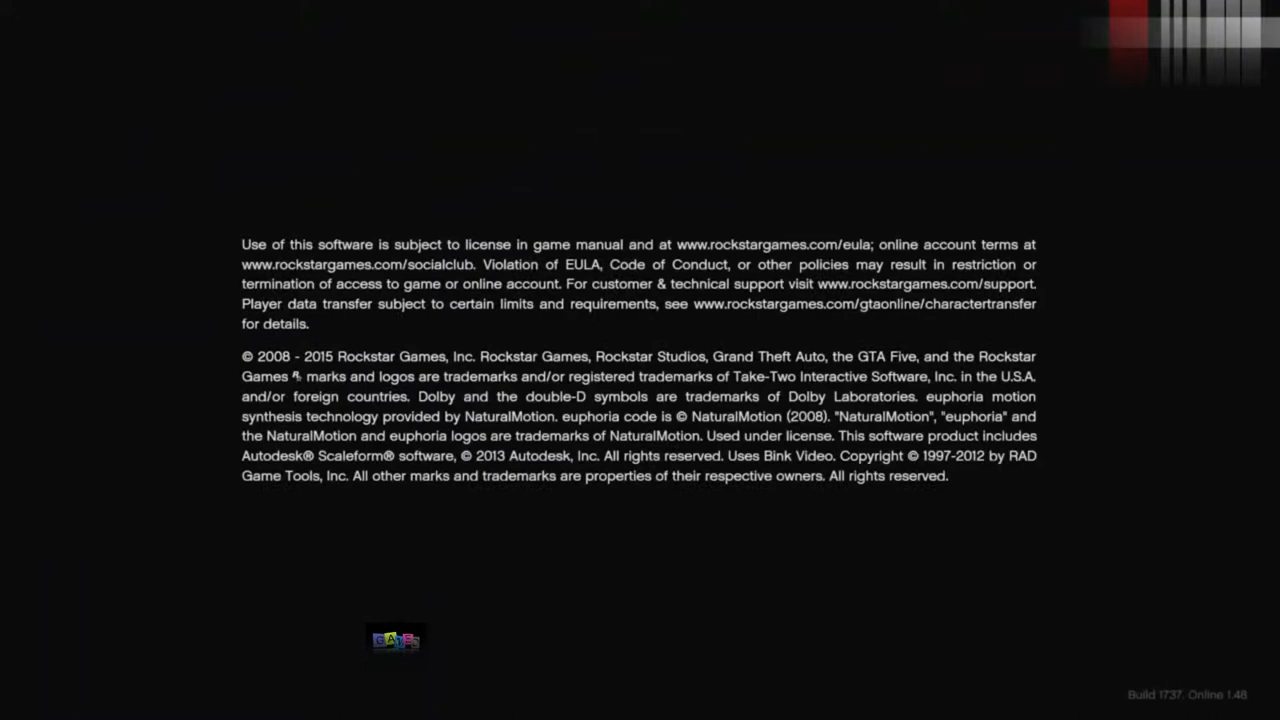 Use of this software is subject to license in game manual and at www.rockstargames.com/eula; online account terms at
www.rockstargames.com/socialclub. Violation of EULA, Code of Conduct, or other policies may result in restriction or
termination of access to game or online account. For customer & technical support visit www.rockstargames.com/support.
Player data transfer subject to certain limits and requirements, see www.rockstargames.com/gtaonline/charactertransfer
for details.
© 2008 - 2015 Rockstar Games, Inc. Rockstar Games, Rockstar Studios, Grand Theft Auto, the GTA Five, and the Rockstar
Games R* marks and logos are trademarks and/or registered trademarks of Take-Two Interactive Software, Inc. in the U.S.A.
and/or foreign countries. Dolby and the double-D symbols are trademarks of Dolby Laboratories. euphoria motion
synthesis technology provided by NaturalMotion. euphoria code is © NaturalMotion (2008). "NaturalMotion", "euphoria" and
the NaturalMotion and euphoria logos are trademarks of NaturalMotion. Used under license. This software product includes
Autodesk® Scaleform® software, © 2013 Autodesk, Inc. All rights reserved. Uses Bink Video. Copyright © 1997-2012 by RAD
Game Tools, Inc. All other marks and trademarks are properties of their respective owners. All rights reserved.
Build 1737. Online 1.48